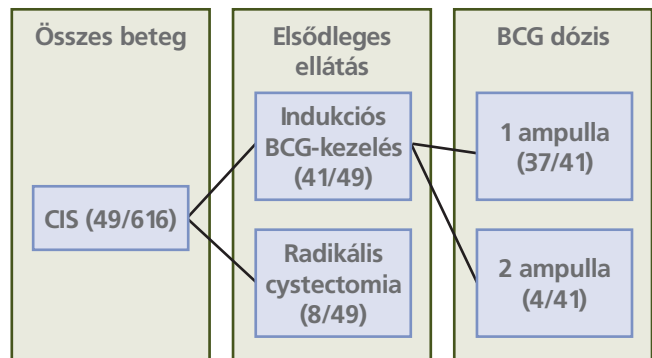 Összes beteg
CIS (49/616)
Elsődleges
ellátás
Indukciós
BCG-kezelés
(41/49)
Radikális
cystectomia
(8/49)
BCG dózis
1 ampulla
(37/41)
2 ampulla
(4/41)